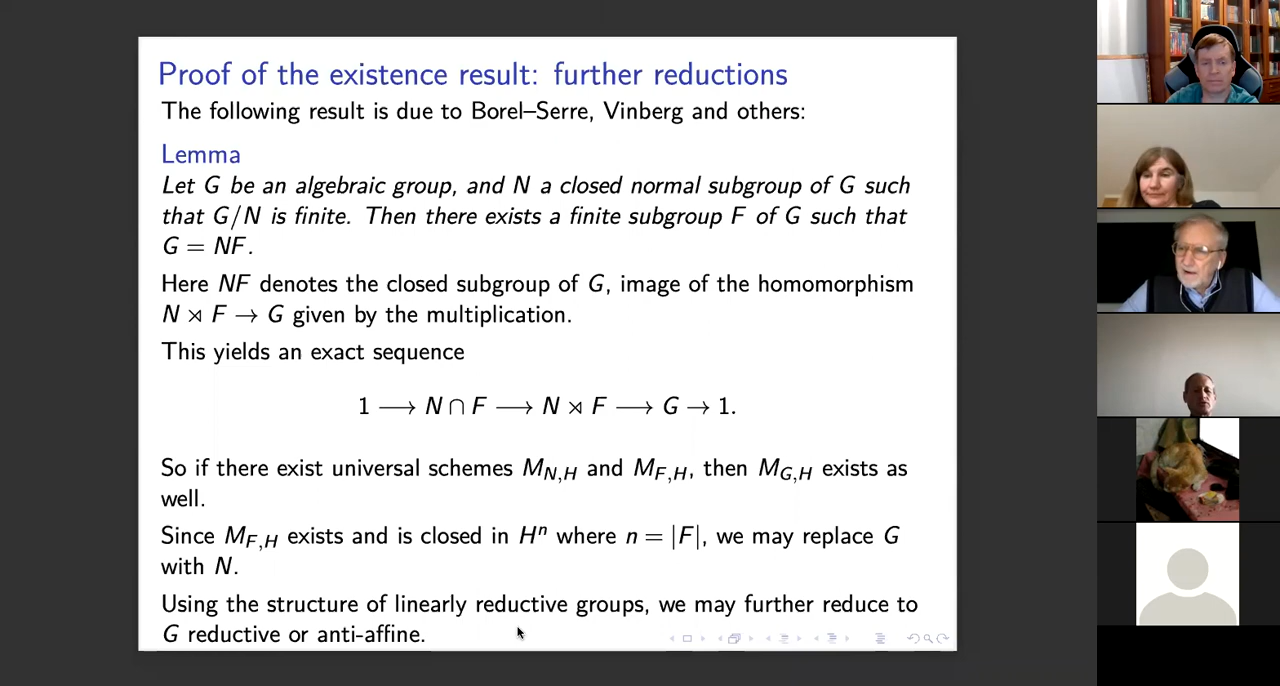 Proof of the existence result: further reductions
The following result is due to Borel–Serre, Vinberg and others:
Lemma
Let G be an algebraic group, and N a closed normal subgroup of G such
that G/N is finite. Then there exists a finite subgroup F of G such that
G = NF.
Here NF denotes the closed subgroup of G, image of the homomorphism
N ⋊ F → G given by the multiplication.
This yields an exact sequence
1 ⟶ N ∩ F ⟶ N ⋊ F ⟶ G → 1.
So if there exist universal schemes M_{N,H} and M_{F,H}, then M_{G,H} exists as
well.
Since M_{F,H} exists and is closed in H^n where n = |F|, we may replace G
with N.
Using the structure of linearly reductive groups, we may further reduce to
G reductive or anti-affine.